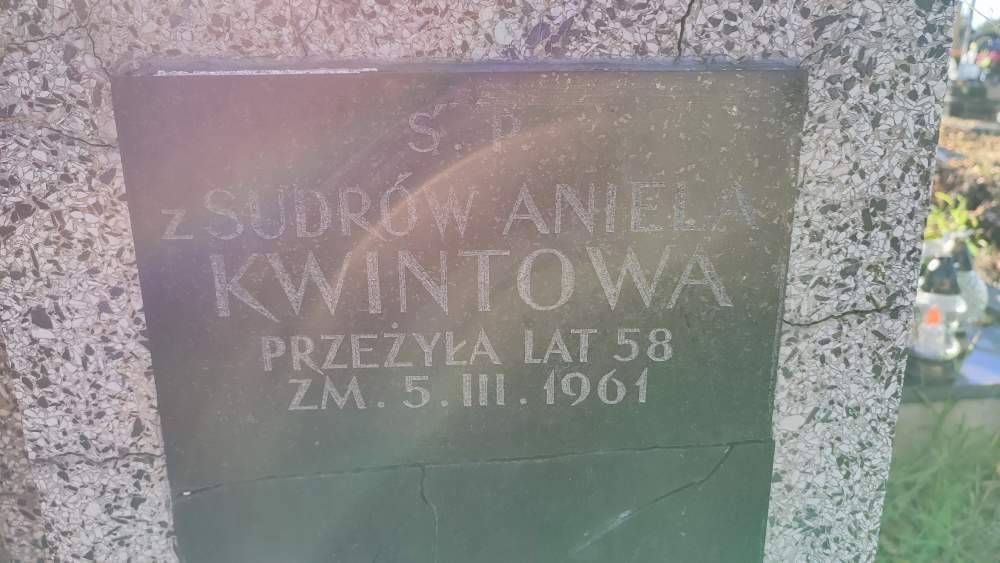 Ś P
z SUDRÓW ANIELA
KWINTOWA
PRZEŻYŁA LAT 58
ZM. 5. III. 1961